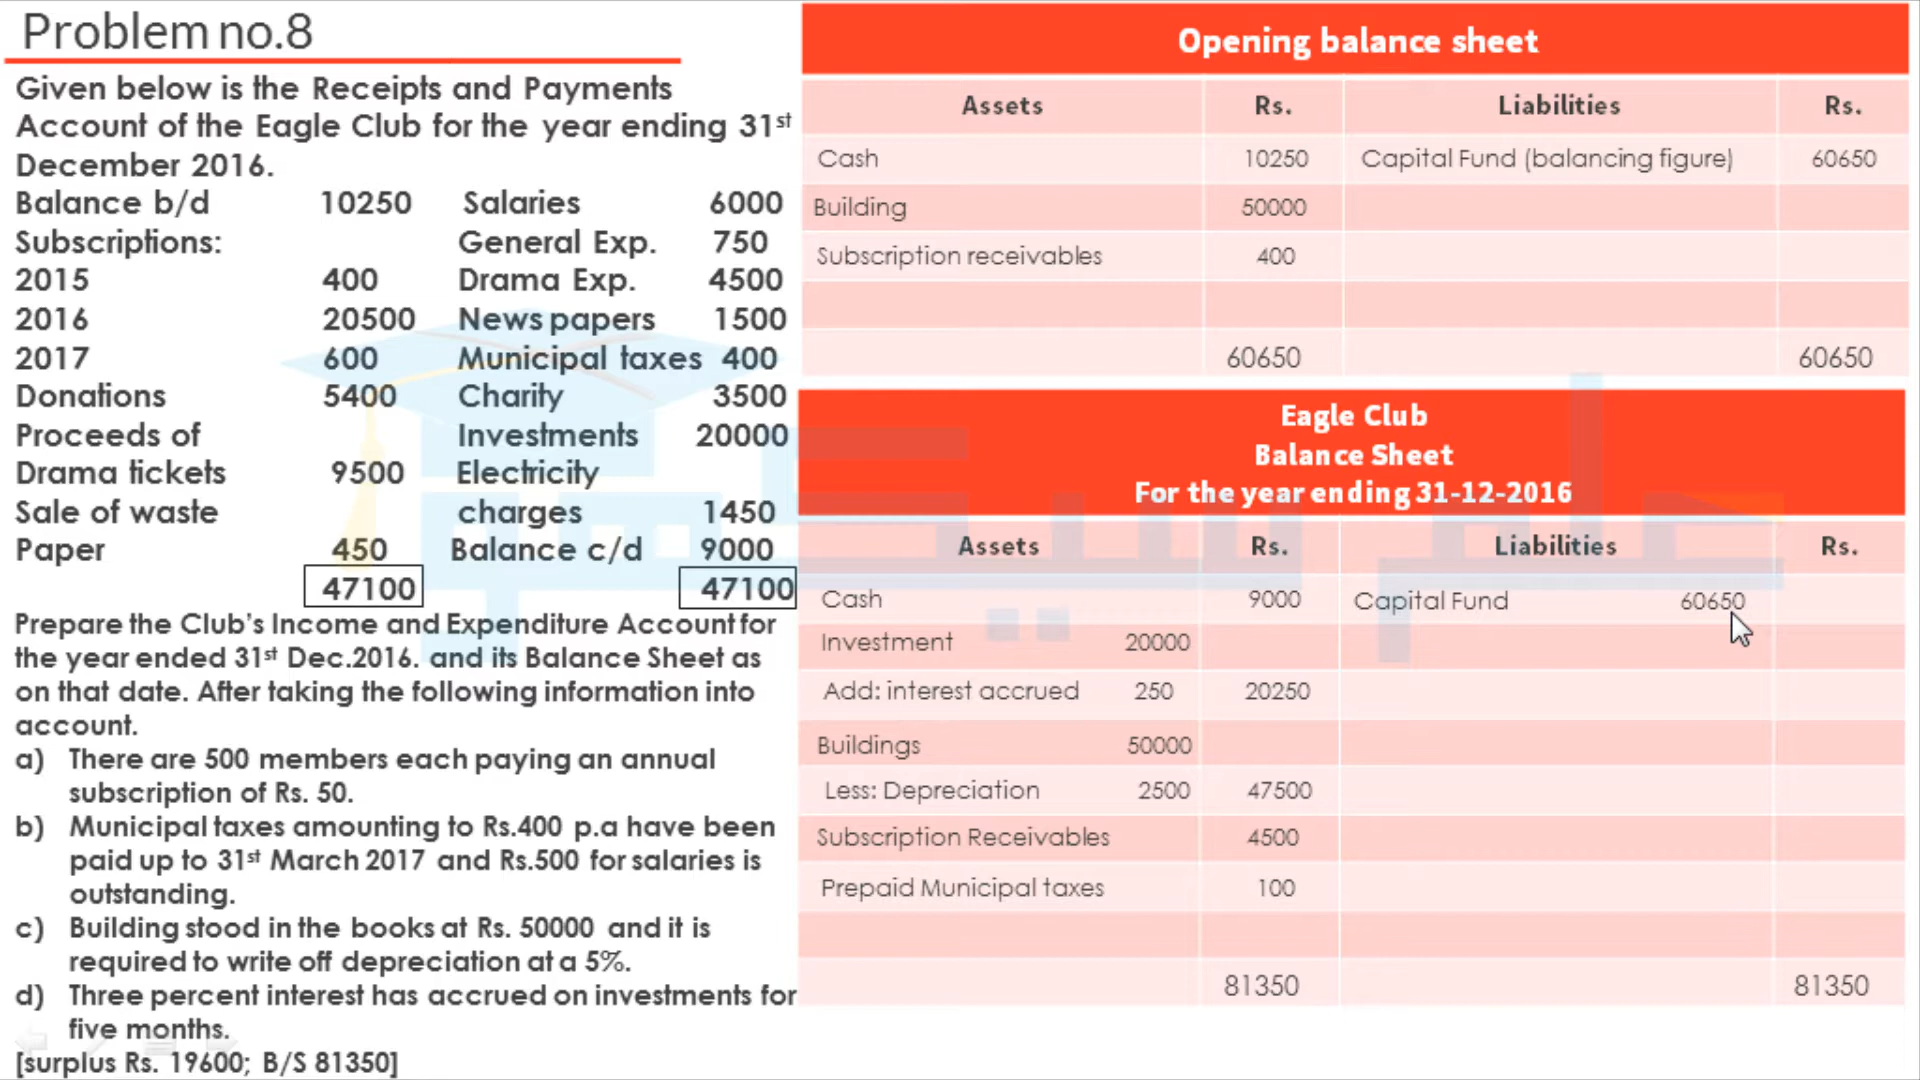 Problem no.8
Given below is the Receipts and Payments
Account of the Eagle Club for the year ending 31st
December 2016.
Balance b/d 10250 Salaries 6000
Subscriptions: General Exp. 750
2015 400 Drama Exp. 4500
2016 20500 News papers 1500
2017 600 Municipal taxes 400
Donations 5400 Charity 3500
Proceeds of Investments 20000
Drama tickets 9500 Electricity
Sale of waste charges 1450
Paper 450 Balance c/d 9000
47100 47100
Prepare the Club's Income and Expenditure Account for
the year ended 31st Dec.2016. and its Balance Sheet as
on that date. After taking the following information into
account.
a) There are 500 members each paying an annual
subscription of Rs. 50.
b) Municipal taxes amounting to Rs.400 p.a have been
paid up to 31st March 2017 and Rs.500 for salaries is
outstanding.
c) Building stood in the books at Rs. 50000 and it is
required to write off depreciation at a 5%.
d) Three percent interest has accrued on investments for
five months.
[surplus Rs. 19600; B/S 81350]
Opening balance sheet
Assets Rs. Liabilities Rs.
Cash 10250 Capital Fund (balancing figure) 60650
Building 50000
Subscription receivables 400
60650 60650
Eagle Club
Balance Sheet
For the year ending 31-12-2016
Assets Rs. Liabilities Rs.
Cash 9000 Capital Fund 60650
Investment 20000
Add: interest accrued 250 20250
Buildings 50000
Less: Depreciation 2500 47500
Subscription Receivables 4500
Prepaid Municipal taxes 100
81350 81350